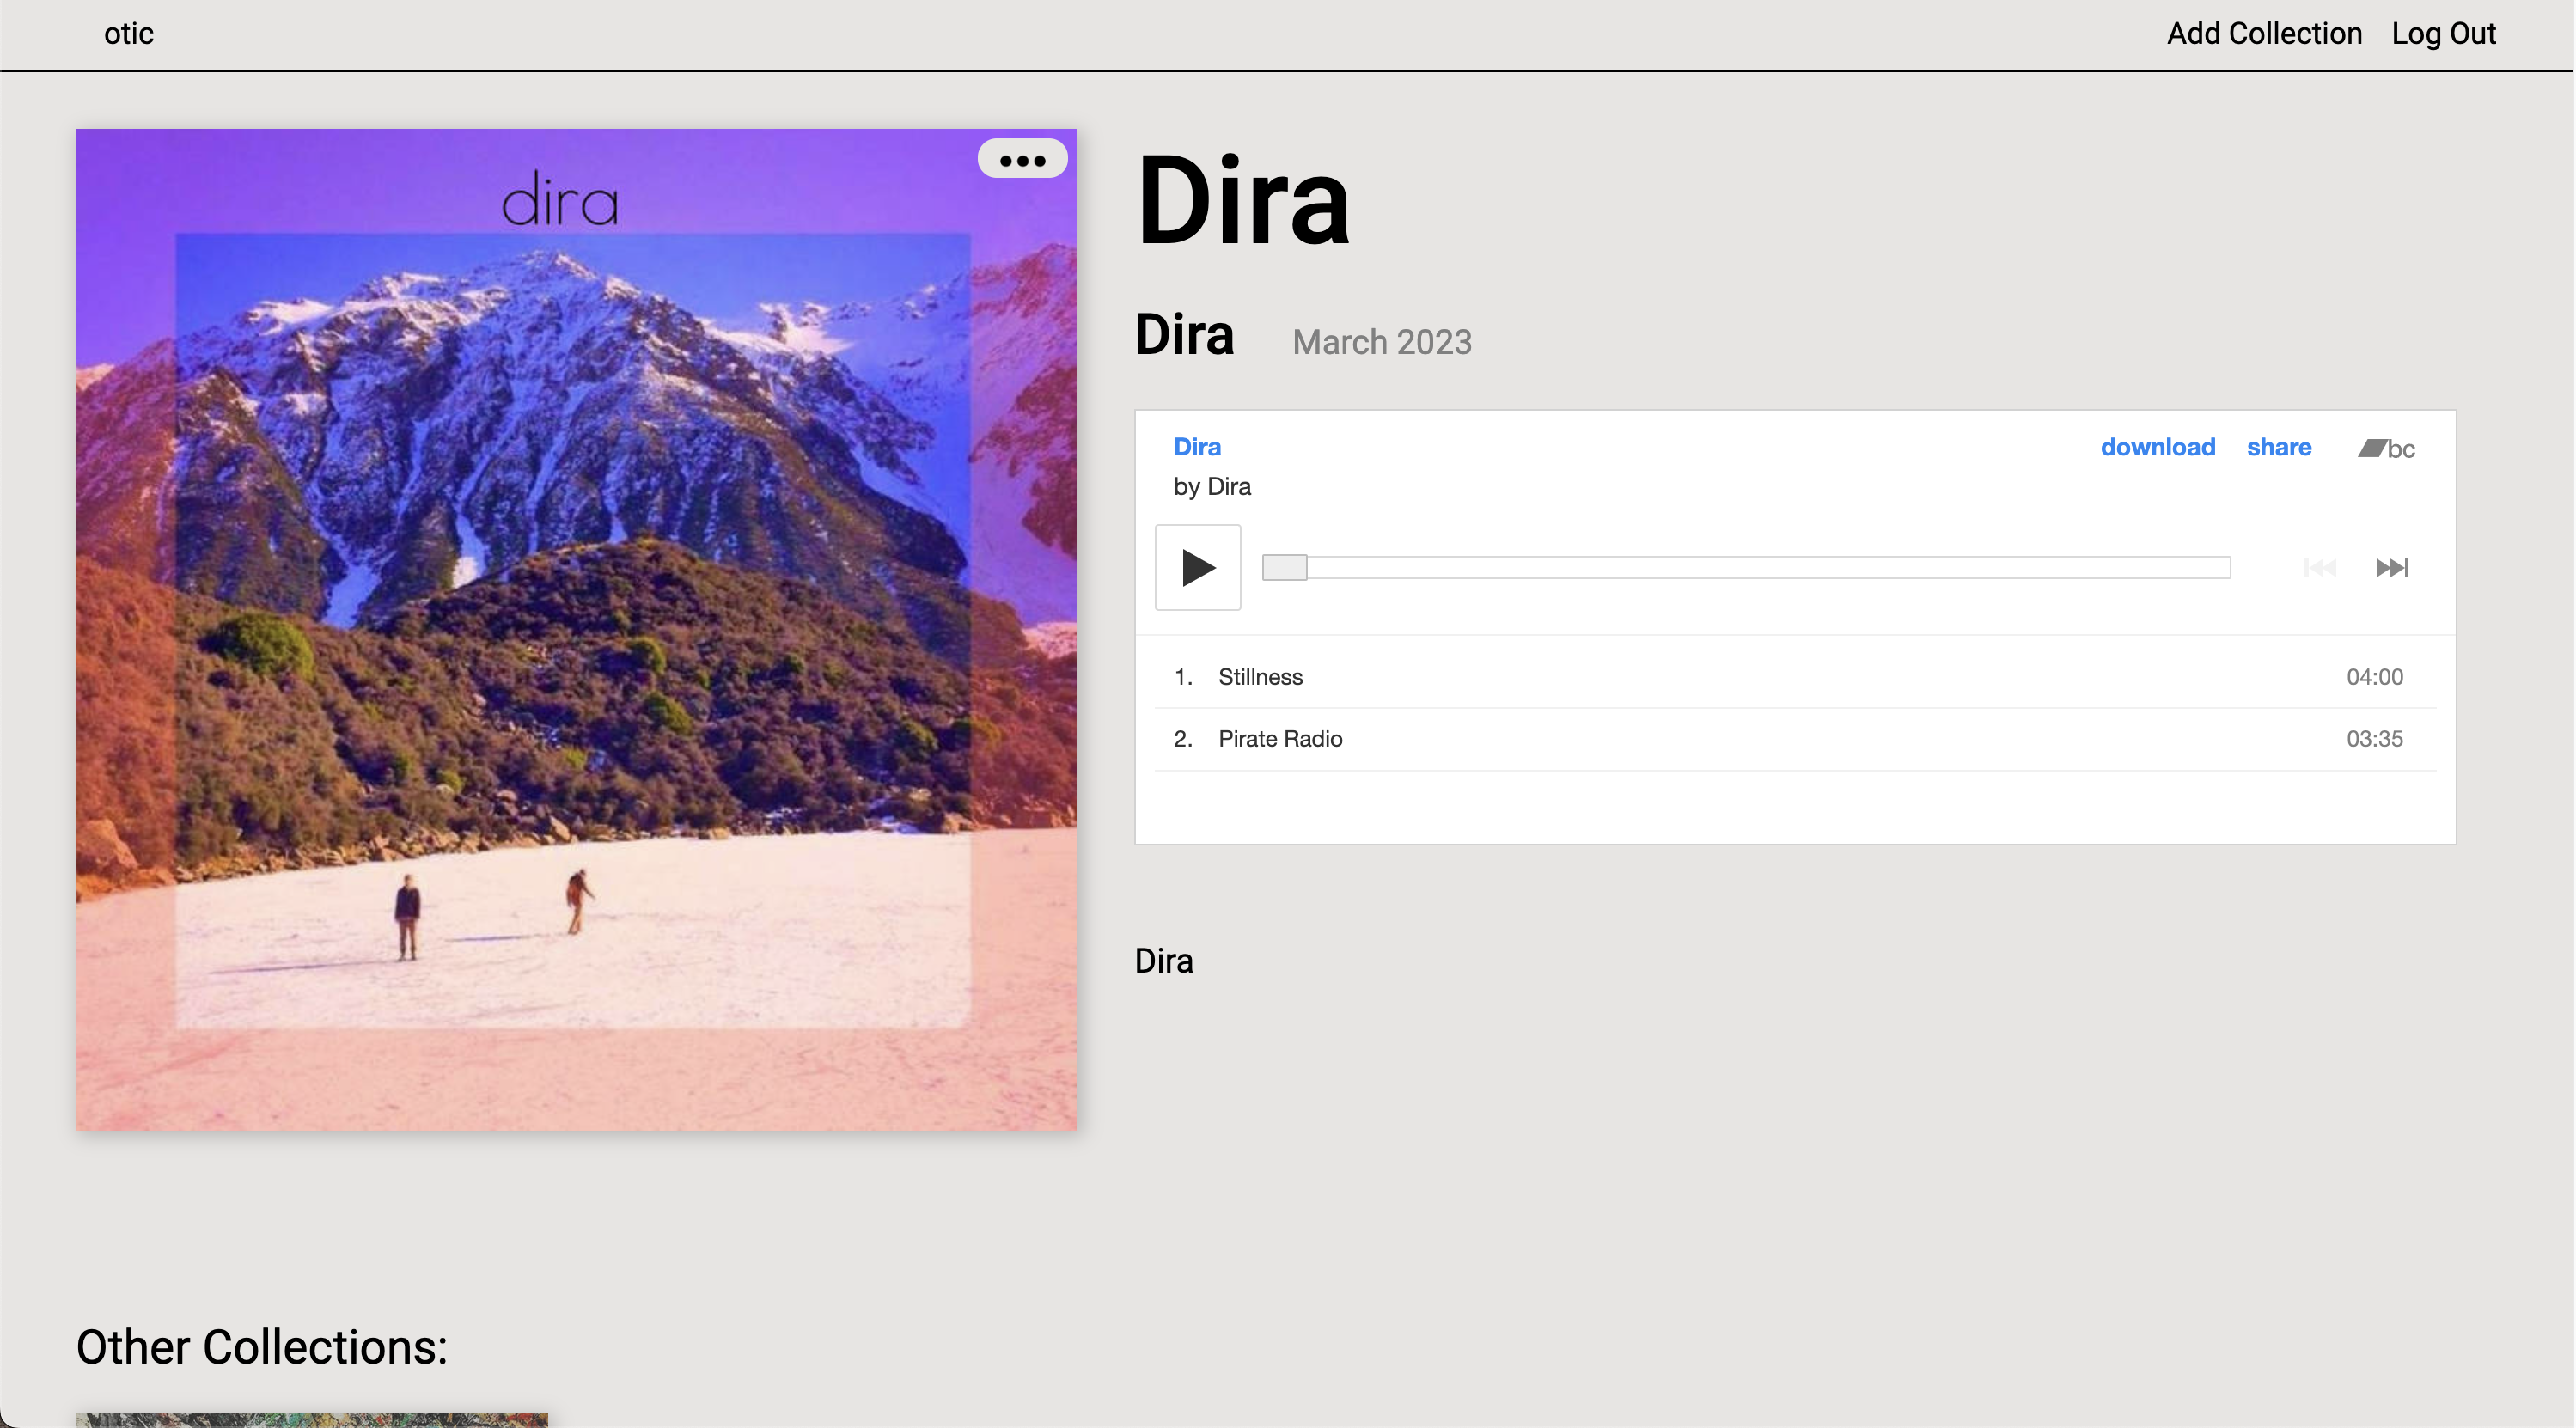 otic
Add Collection Log Out
dira
Dira
Dira March 2023
Dira download share bc
by Dira
1. Stillness 04:00
2. Pirate Radio 03:35
Dira
Other Collections: